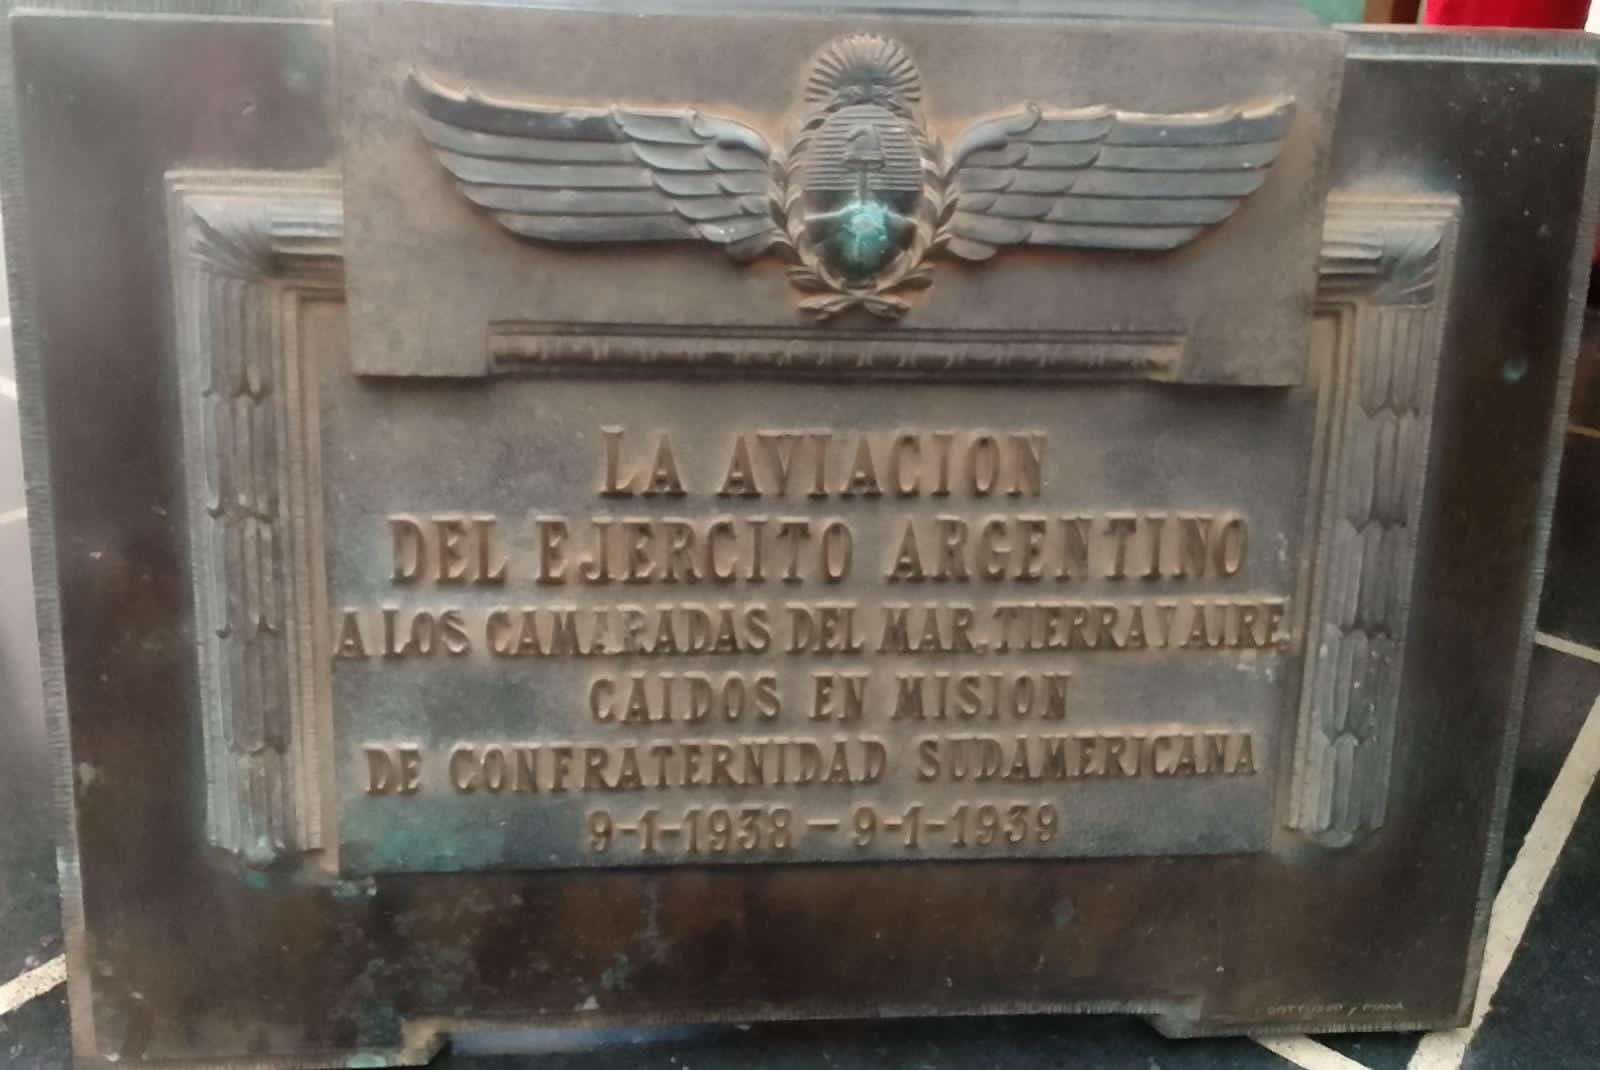 LA AVIACION
DEL EJERCITO ARGENTINO
A LOS CAMARADAS DEL MAR, TIERRA Y AIRE,
CAIDOS EN MISION
DE CONFRATERNIDAD SUDAMERICANA
9-1-1938 — 9-1-1939
y PIANA